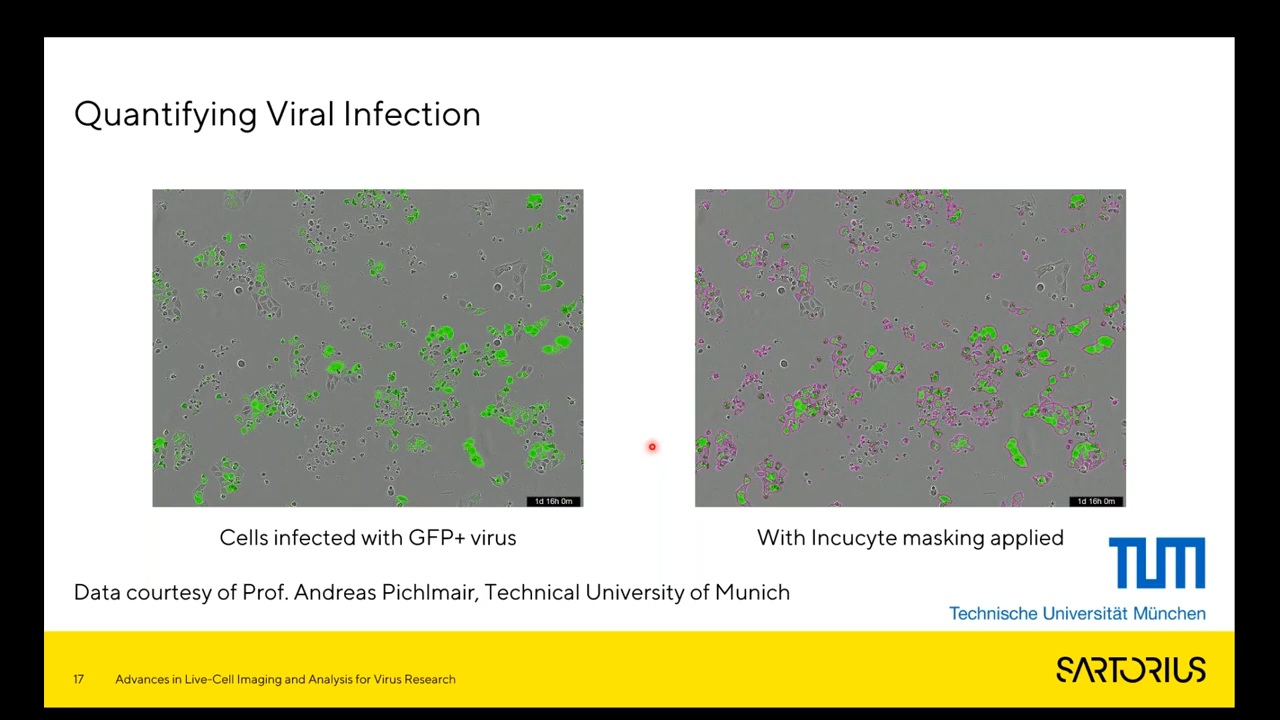 Quantifying Viral Infection
1d 16h 0m
1d 16h 0m
Cells infected with GFP+ virus
With Incucyte masking applied
TUM
Data courtesy of Prof. Andreas Pichlmair, Technical University of Munich
Technische Universität München
17
Advances in Live-Cell Imaging and Analysis for Virus Research
SARTORIUS